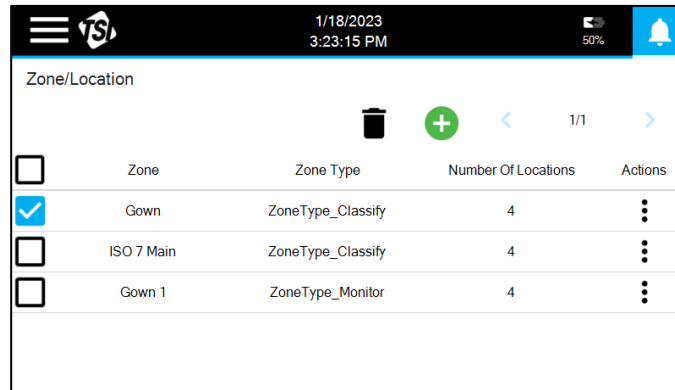 TSI
1/18/2023
3:23:15 PM
50%
Zone/Location
1/1
Zone Zone Type Number Of Locations Actions
Gown ZoneType_Classify 4
ISO 7 Main ZoneType_Classify 4
Gown 1 ZoneType_Monitor 4